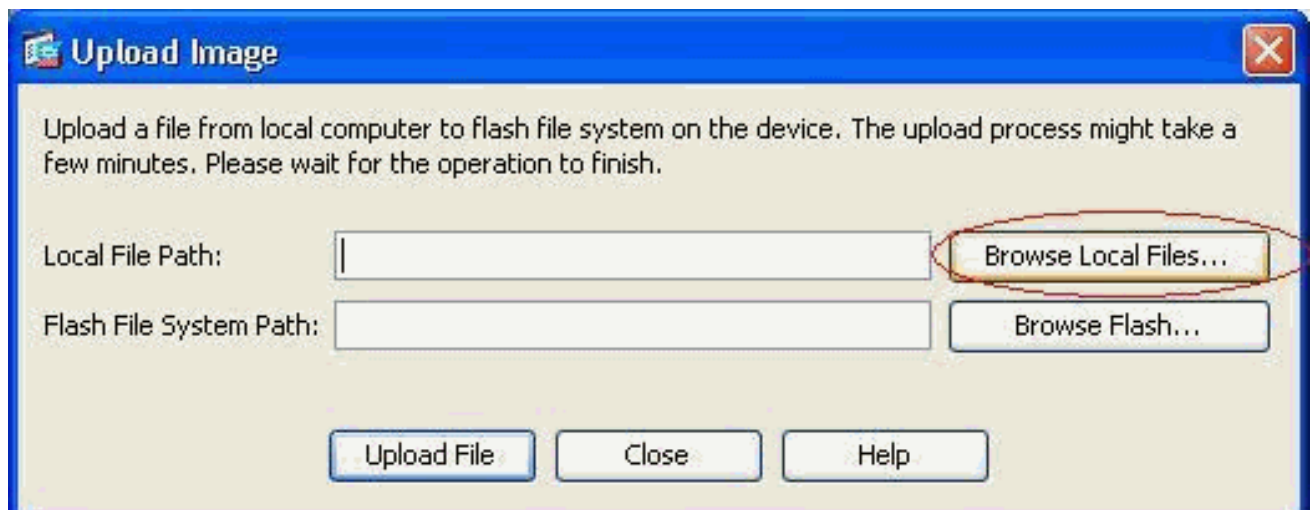 Upload Image
Upload a file from local computer to flash file system on the device. The upload process might take a
few minutes. Please wait for the operation to finish.
Local File Path:
Browse Local Files...
Flash File System Path:
Browse Flash...
Upload File
Close
Help